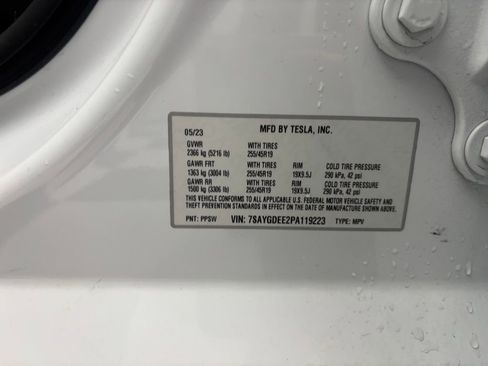 05/23 MFD BY TESLA, INC.
GVWR WITH TIRES
2366 kg (5216 lb) 255/45R19
GAWR FRT WITH TIRES RIM COLD TIRE PRESSURE
1363 kg (3004 lb) 255/45R19 19X9.5J 290 kPa, 42 psi
GAWR RR WITH TIRES RIM COLD TIRE PRESSURE
1500 kg (3306 lb) 255/45R19 19X9.5J 290 kPa, 42 psi
THIS VEHICLE CONFORMS TO ALL APPLICABLE U.S. FEDERAL MOTOR VEHICLE SAFETY AND
THEFT PREVENTION STANDARDS IN EFFECT ON THE DATE OF MANUFACTURE SHOWN ABOVE.
PNT: PPSW VIN: 7SAYGDEE2PA119223 TYPE: MPV